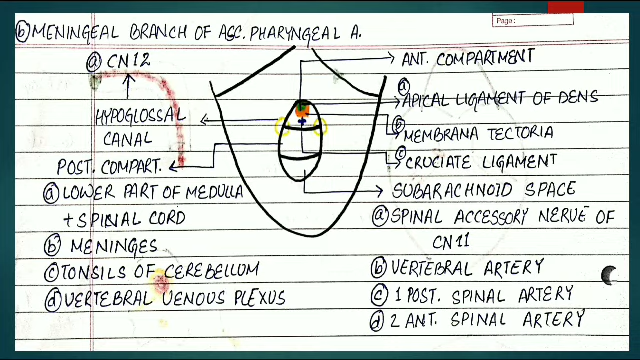 Page:
ⓑ MENINGEAL BRANCH OF ASC. PHARYNGEAL A.
ⓐ CN12
HYPOGLOSSAL
CANAL
POST. COMPART.
ⓐ LOWER PART OF MEDULLA
+ SPINAL CORD
ⓑ MENINGES
ⓒ TONSILS OF CEREBELLUM
ⓓ VERTEBRAL VENOUS PLEXUS
ANT. COMPARTMENT
ⓐ APICAL LIGAMENT OF DENS
ⓑ MEMBRANA TECTORIA
ⓒ CRUCIATE LIGAMENT
SUBARACHNOID SPACE
ⓐ SPINAL ACCESSORY NERVE OF
CN11
ⓑ VERTEBRAL ARTERY
ⓒ 1 POST. SPINAL ARTERY
ⓓ 2 ANT. SPINAL ARTERY